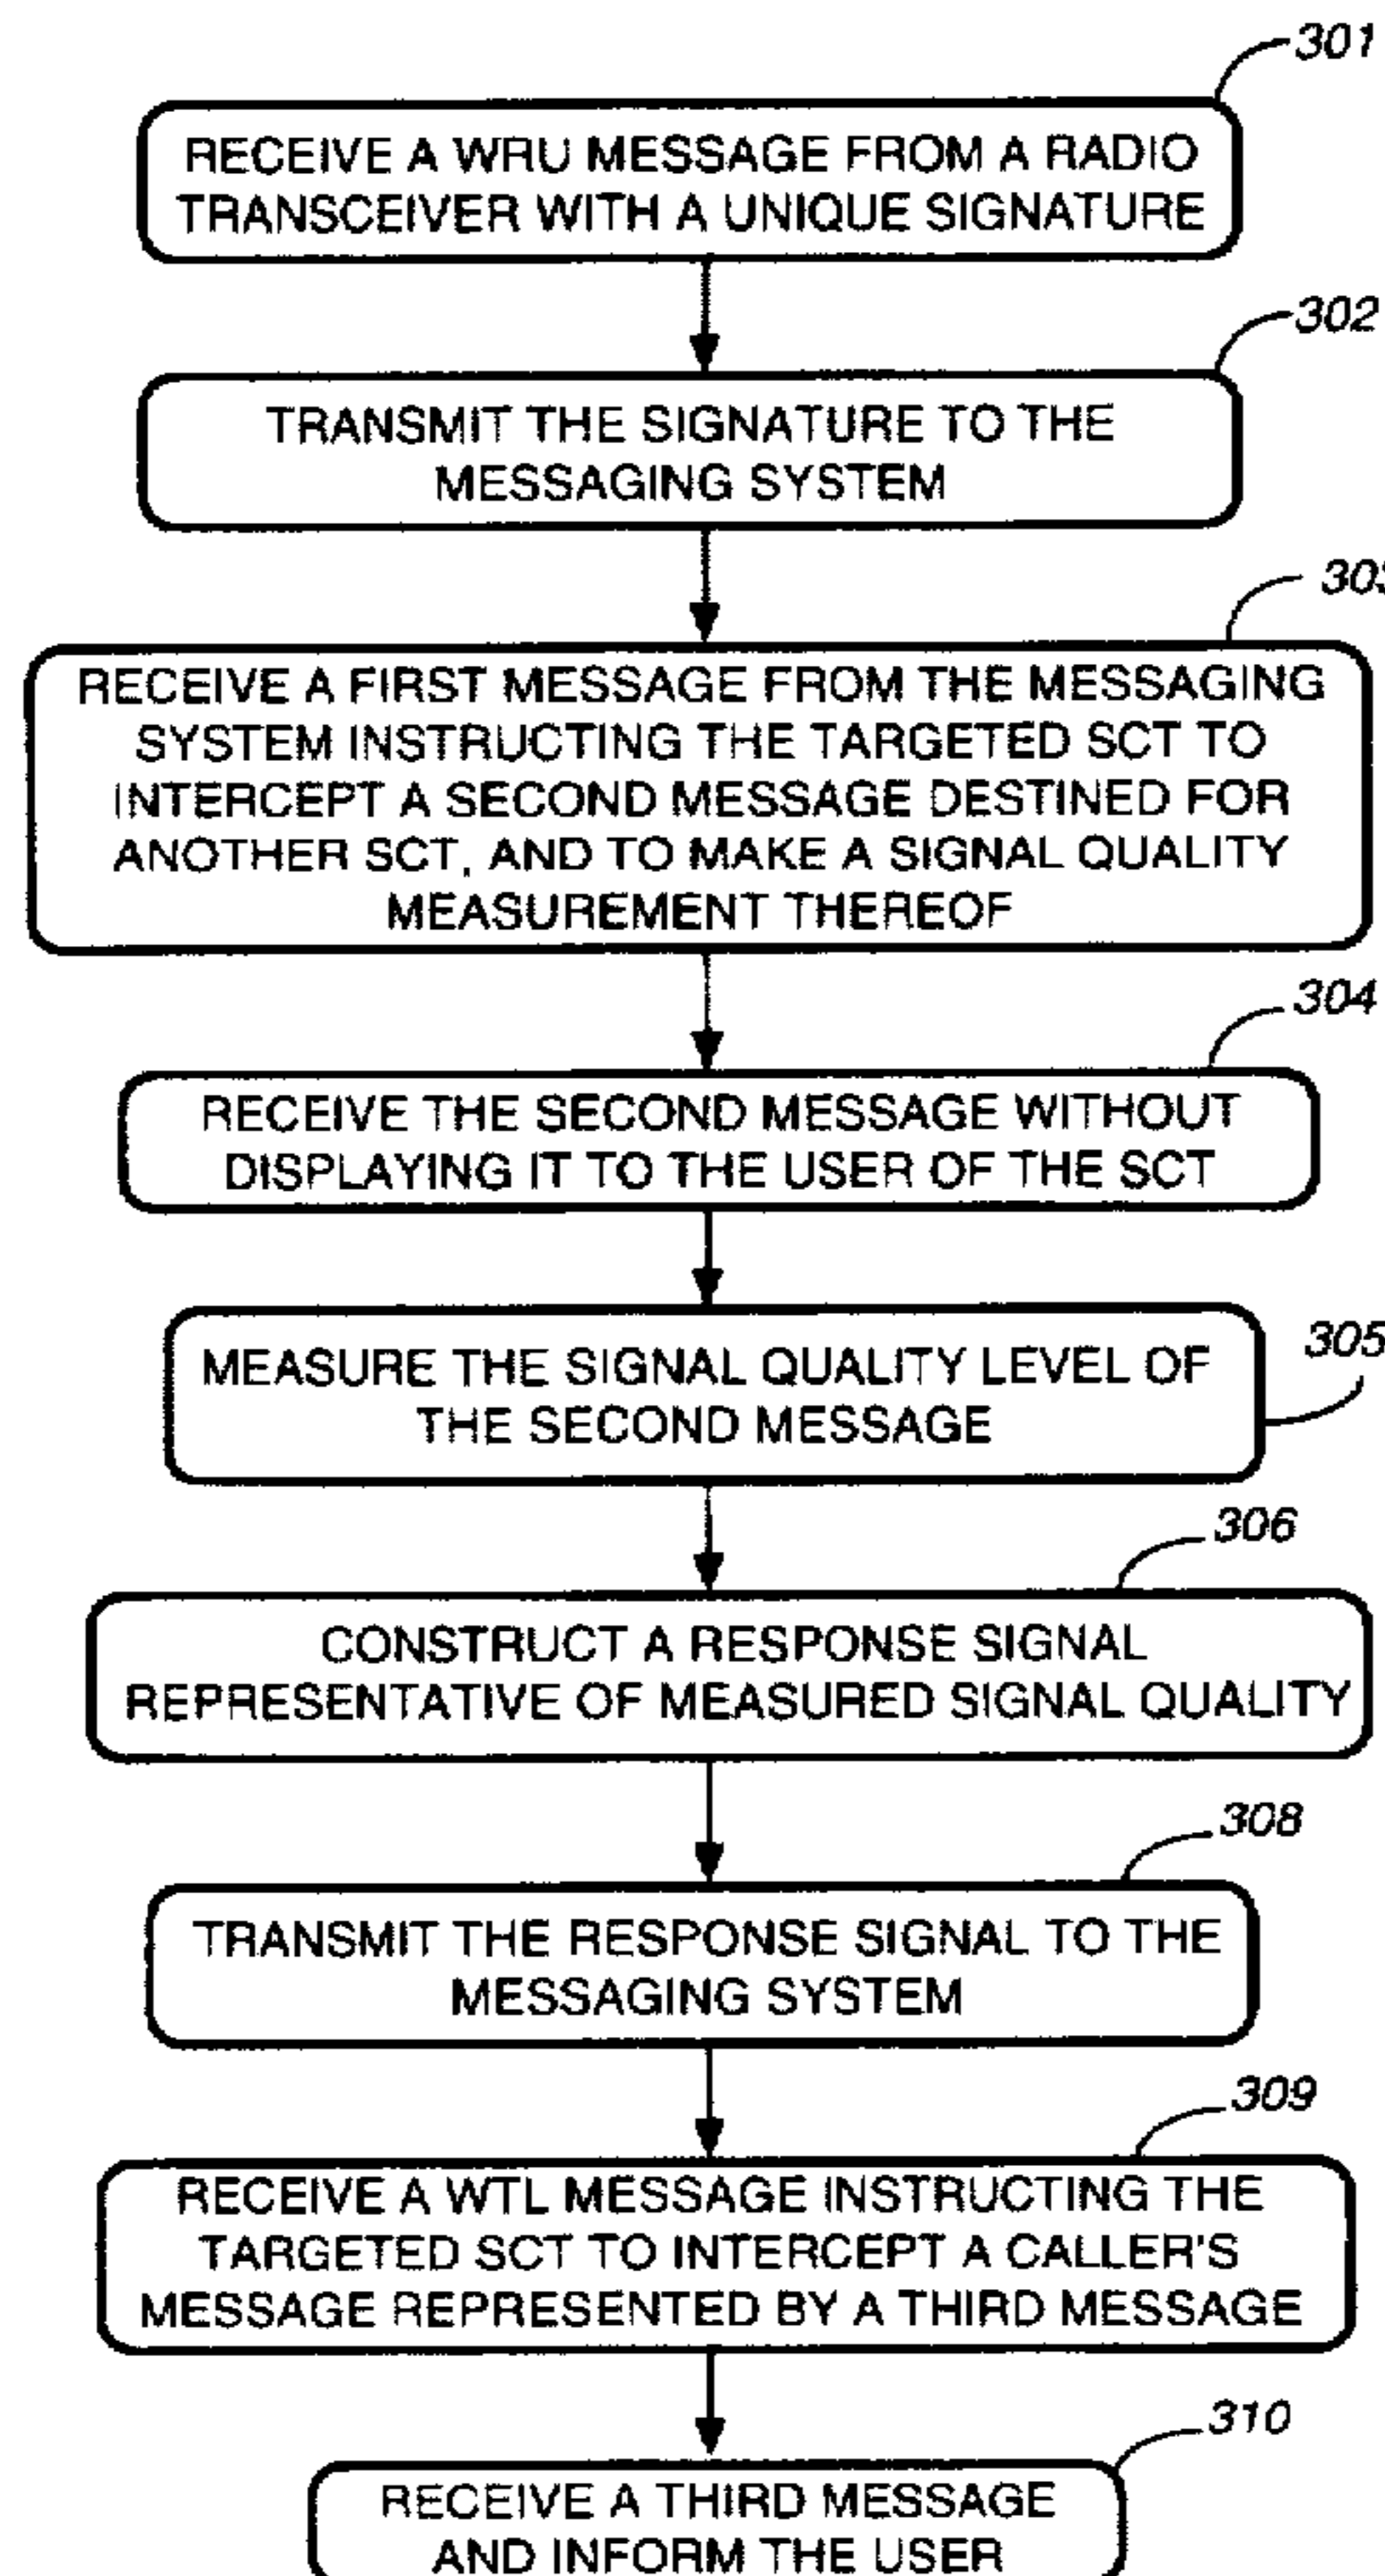 301
RECEIVE A WRU MESSAGE FROM A RADIO
TRANSCEIVER WITH A UNIQUE SIGNATURE
302
TRANSMIT THE SIGNATURE TO THE
MESSAGING SYSTEM
303
RECEIVE A FIRST MESSAGE FROM THE MESSAGING
SYSTEM INSTRUCTING THE TARGETED SCT TO
INTERCEPT A SECOND MESSAGE DESTINED FOR
ANOTHER SCT, AND TO MAKE A SIGNAL QUALITY
MEASUREMENT THEREOF
304
RECEIVE THE SECOND MESSAGE WITHOUT
DISPLAYING IT TO THE USER OF THE SCT
305
MEASURE THE SIGNAL QUALITY LEVEL OF
THE SECOND MESSAGE
306
CONSTRUCT A RESPONSE SIGNAL
REPRESENTATIVE OF MEASURED SIGNAL QUALITY
308
TRANSMIT THE RESPONSE SIGNAL TO THE
MESSAGING SYSTEM
309
RECEIVE A WTL MESSAGE INSTRUCTING THE
TARGETED SCT TO INTERCEPT A CALLER'S
MESSAGE REPRESENTED BY A THIRD MESSAGE
310
RECEIVE A THIRD MESSAGE
AND INFORM THE USER